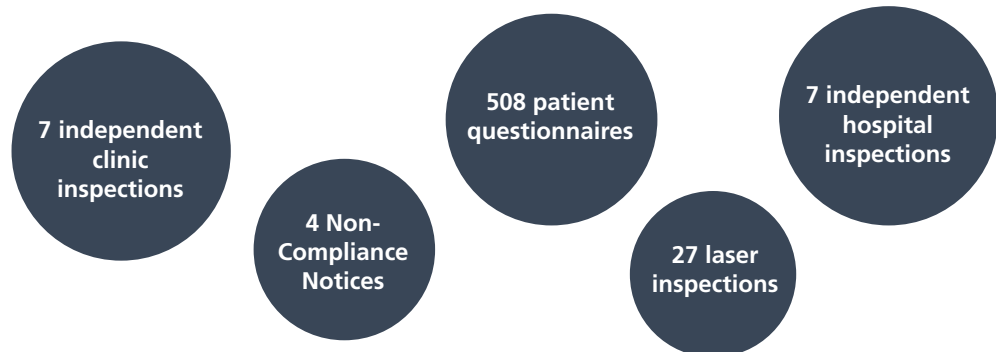 7 independent
clinic
inspections
4 Non-
Compliance
Notices
508 patient
questionnaires
27 laser
inspections
7 independent
hospital
inspections